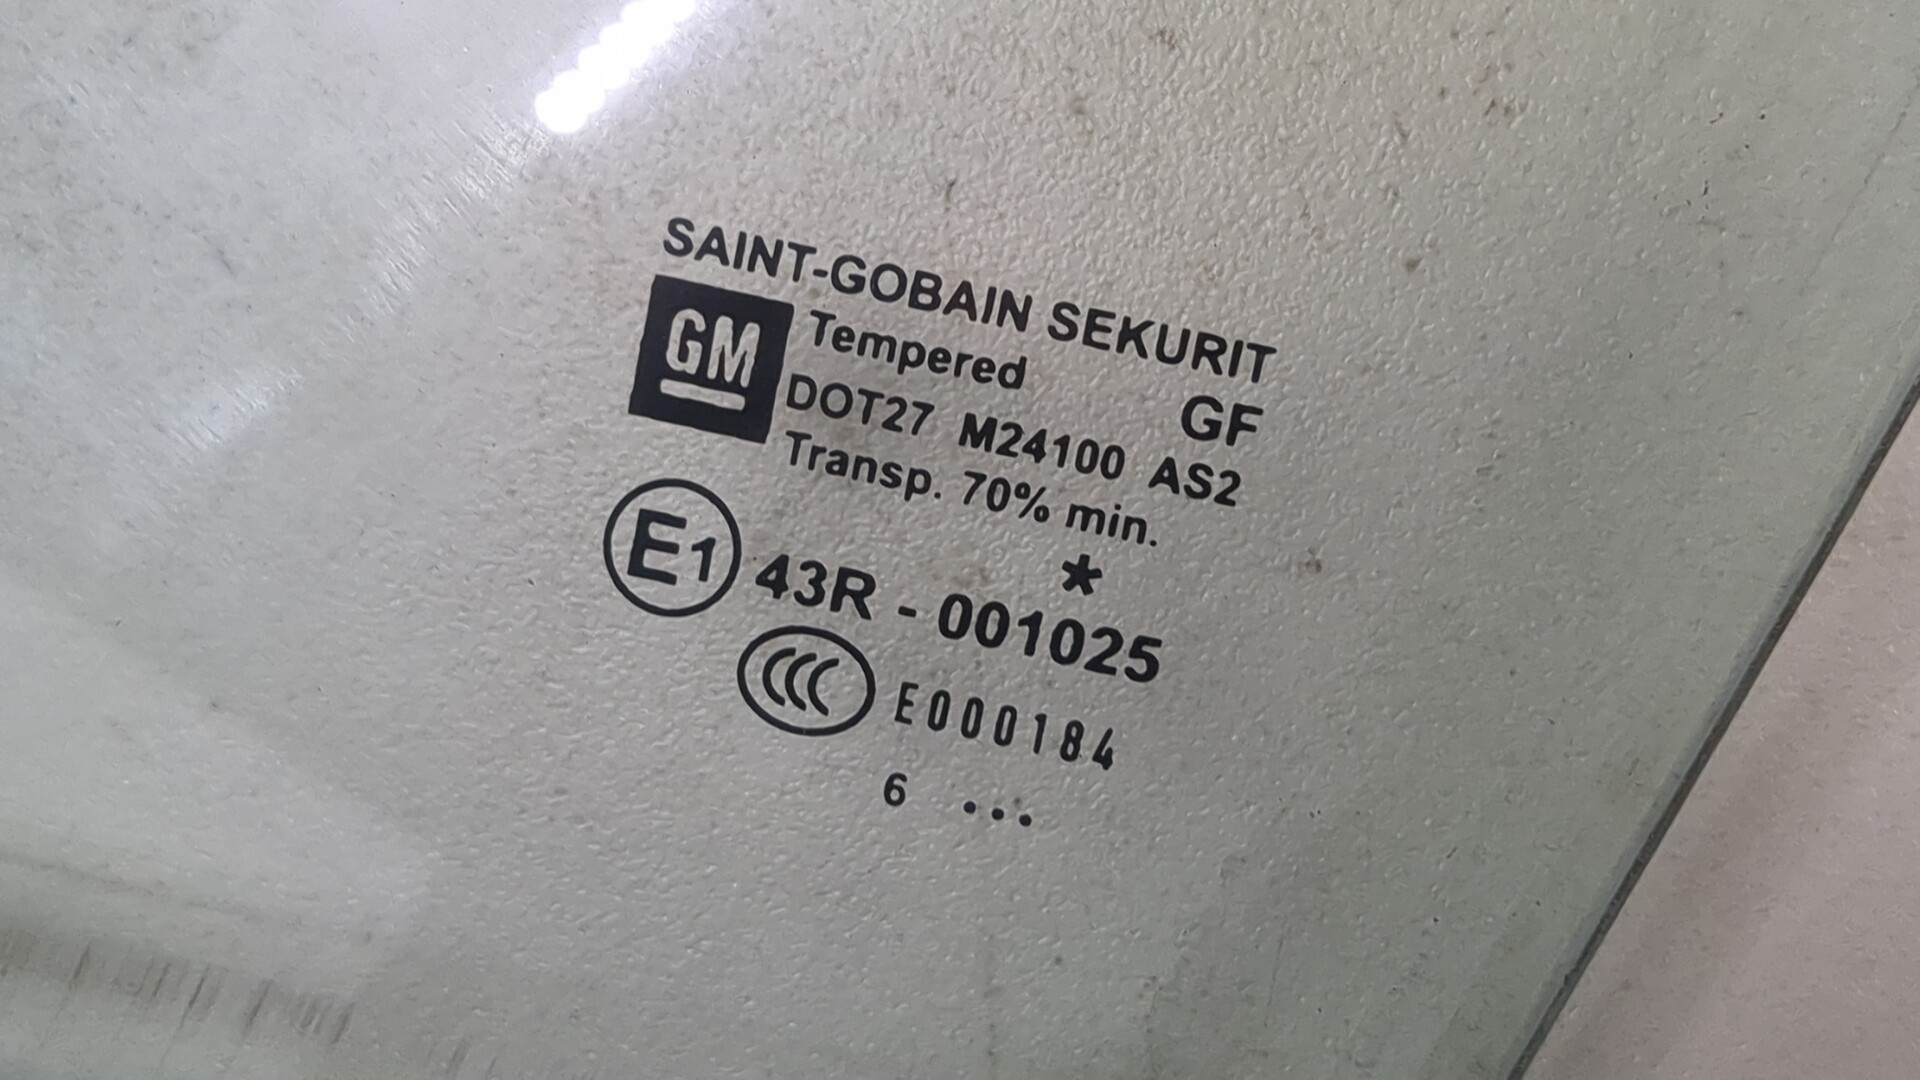 SAINT-GOBAIN SEKURIT
GM
Tempered GF
DOT27 M24100 AS2
Transp. 70% min.
*
E1 43R - 001025
CCC E000184
6 ...